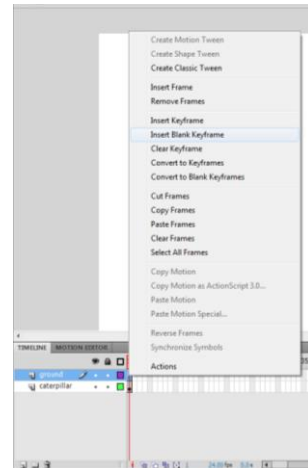 Create Motion Tween
Create Shape Tween
Create Classic Tween
Insert Frame
Remove Frames
Insert Keyframe
Insert Blank Keyframe
Clear Keyframe
Convert to Keyframes
Convert to Blank Keyframes
Cut Frames
Copy Frames
Paste Frames
Clear Frames
Select All Frames
Copy Motion
Copy Motion as ActionScript 3.0...
Paste Motion
Paste Motion Special...
Reverse Frames
Synchronize Symbols
Actions
TIMELINE MOTION EDITOR
ground
caterpillar